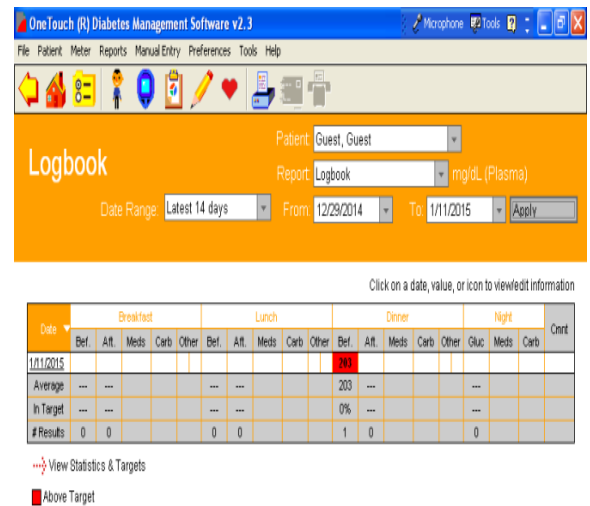 OneTouch (R) Diabetes Management Software v2.3 Microphone Tools
File Patient Meter Reports Manual Entry Preferences Tools Help
Logbook
Patient: Guest, Guest
Report: Logbook mg/dL (Plasma)
Date Range: Latest 14 days From: 12/29/2014 To: 1/11/2015 Apply
Click on a date, value, or icon to view/edit information
Date Breakfast Lunch Dinner Night Cmnt
Bef. Aft. Meds Carb Other Bef. Aft. Meds Carb Other Bef. Aft. Meds Carb Other Gluc Meds Carb
1/11/2015 203
Average --- --- --- --- 203 --- ---
In Target --- --- --- --- 0% --- ---
# Results 0 0 0 0 1 0 0
View Statistics & Targets
Above Target